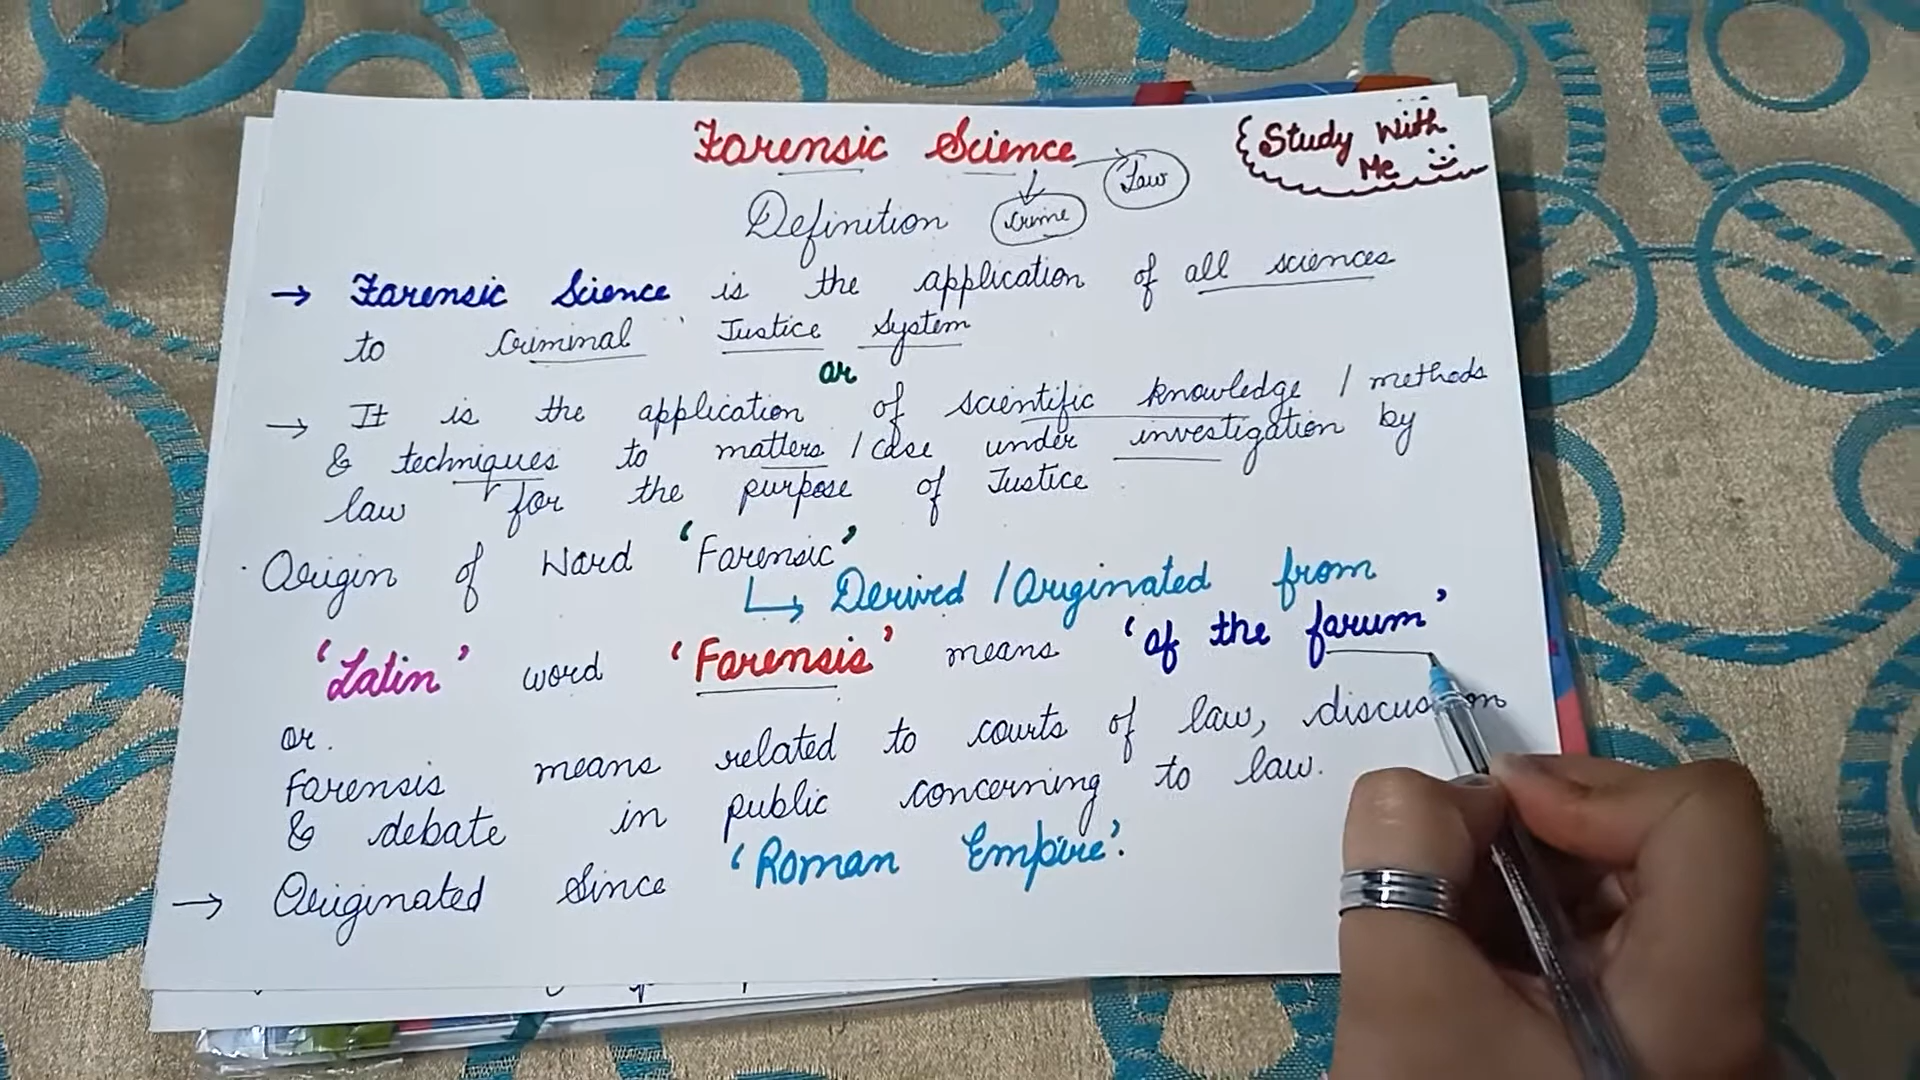 Forensic Science
Study With
Me
Law
Definition
Crime
→ Forensic Science is the application of all sciences
to Criminal Justice System
or
→ It is the application of scientific knowledge / methods
& techniques to matters / case under investigation by
law for the purpose of Justice
Origin of Word 'Forensic'
Derived / Originated from
'Latin' word 'Forensis' means 'of the forum'
or.
Forensis means related to courts of law, discussion
& debate in public concerning to law.
→ Originated Since 'Roman Empire'.